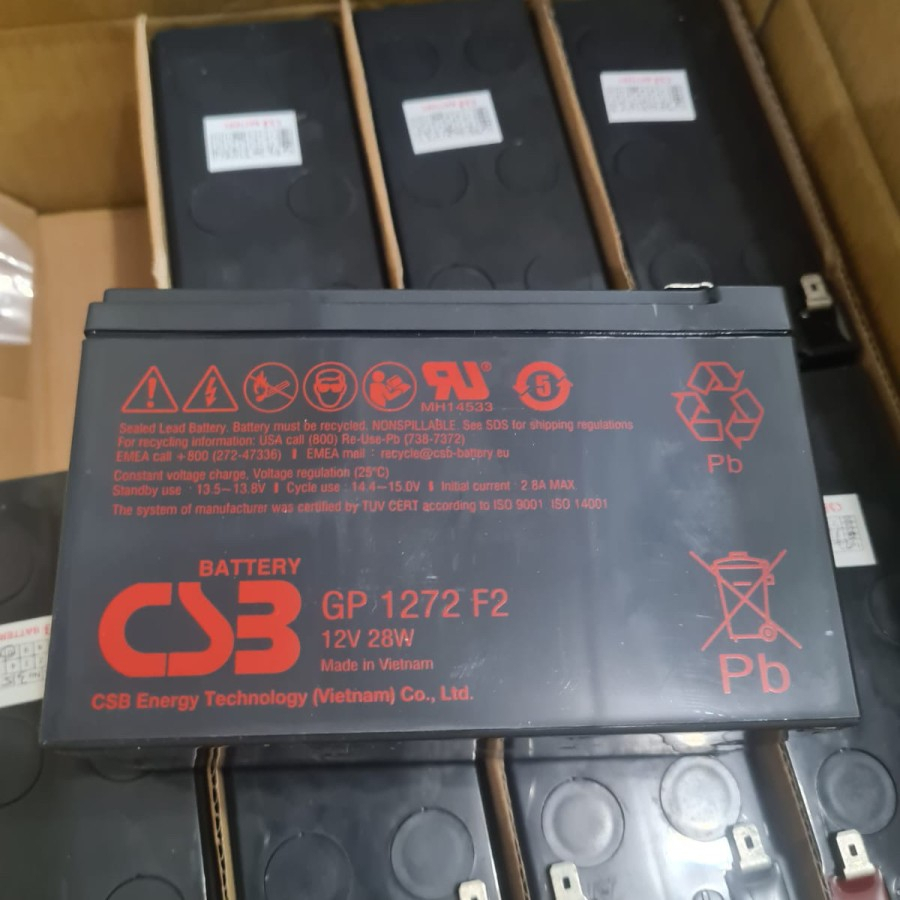 MH14533
5
Sealed Lead Battery. Battery must be recycled. NONSPILLABLE. See SDS for shipping regulations
For recycling information: USA call (800) Re-Use-Pb (738-7372)
EMEA call +800 (272-47336) EMEA mail : recycle@csb-battery.eu
Constant voltage charge, Voltage regulation (25°C)
Standby use : 13.5~13.8V Cycle use : 14.4~15.0V Initial current 2.8A MAX.
The system of manufacturer was certified by TUV CERT according to ISO 9001 ISO 14001
Pb
BATTERY
CSB
GP 1272 F2
12V 28W
Made in Vietnam
CSB Energy Technology (Vietnam) Co., Ltd.
Pb